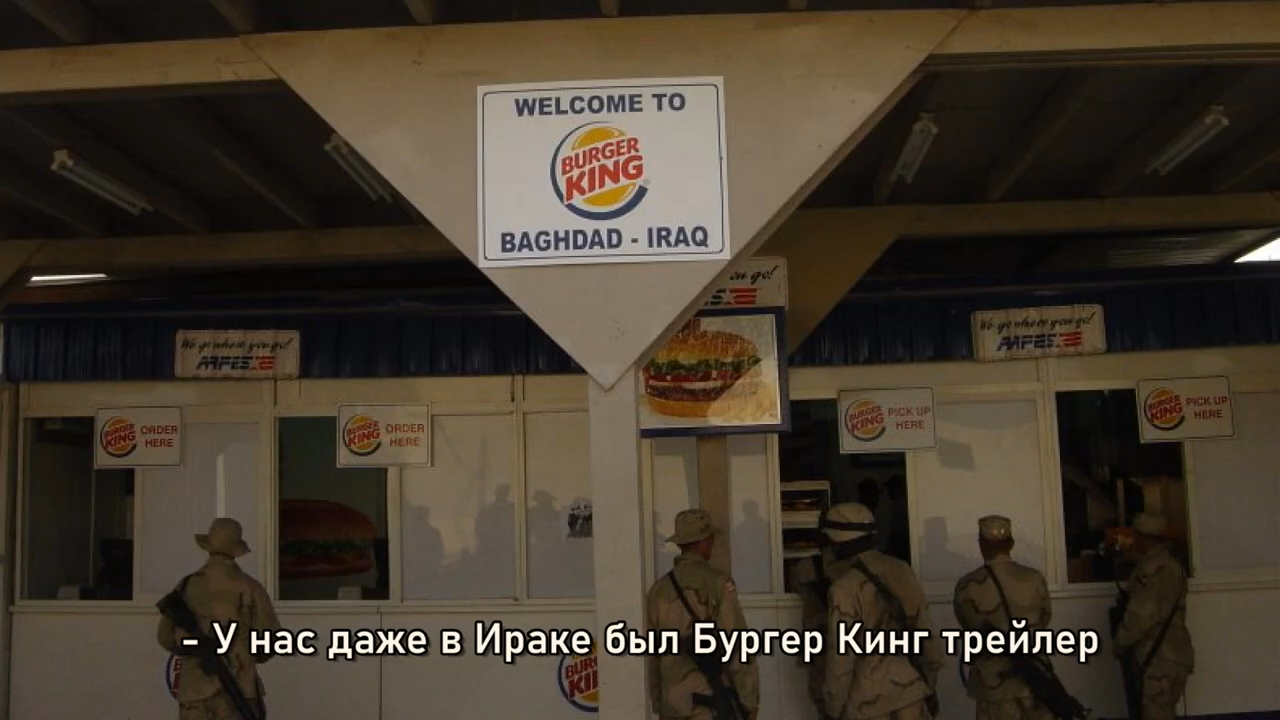 WELCOME TO
BURGER
KING
BAGHDAD - IRAQ
ou go!
We go where you go!
AAFES
We go where you go!
AAFES
BURGER
KING
ORDER
HERE
BURGER
KING
ORDER
HERE
BURGER
KING
PICK UP
HERE
BURGER
KING
PICK UP
HERE
- У нас даже в Ираке был Бургер Кинг трейлер